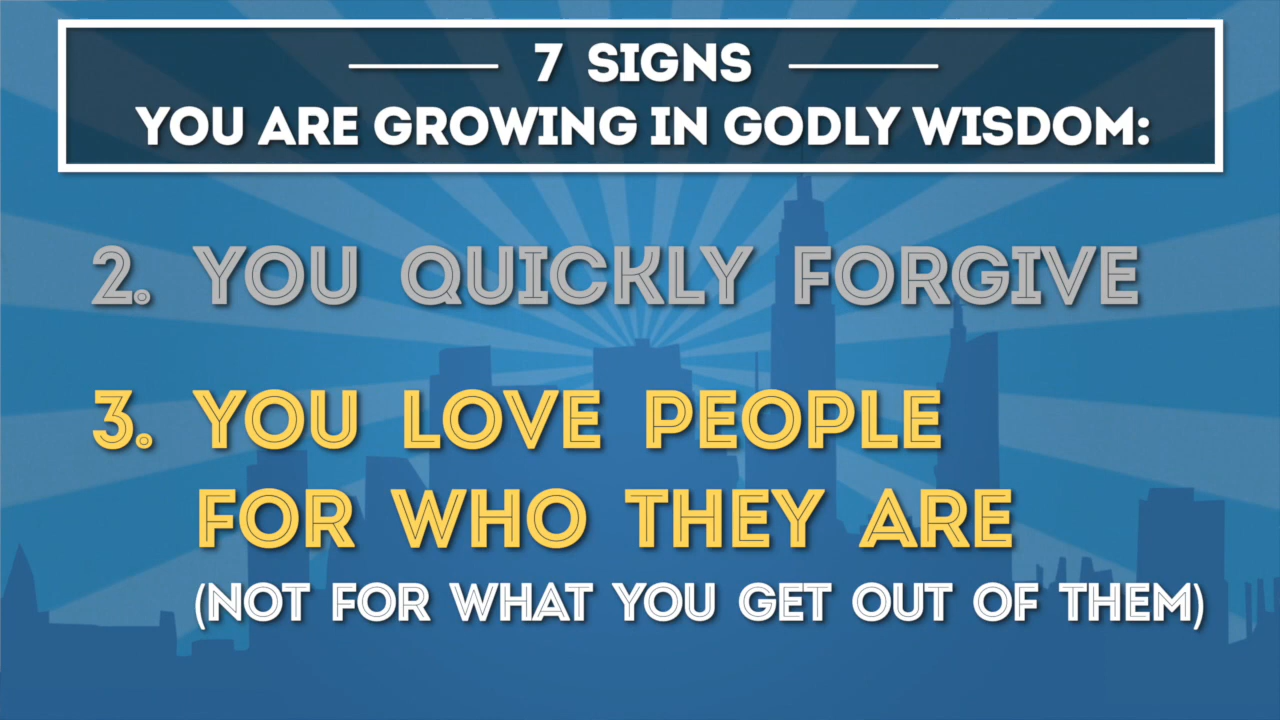 7 SIGNS
YOU ARE GROWING IN GODLY WISDOM:
2. YOU QUICKLY FORGIVE
3. YOU LOVE PEOPLE
FOR WHO THEY ARE
(NOT FOR WHAT YOU GET OUT OF THEM)